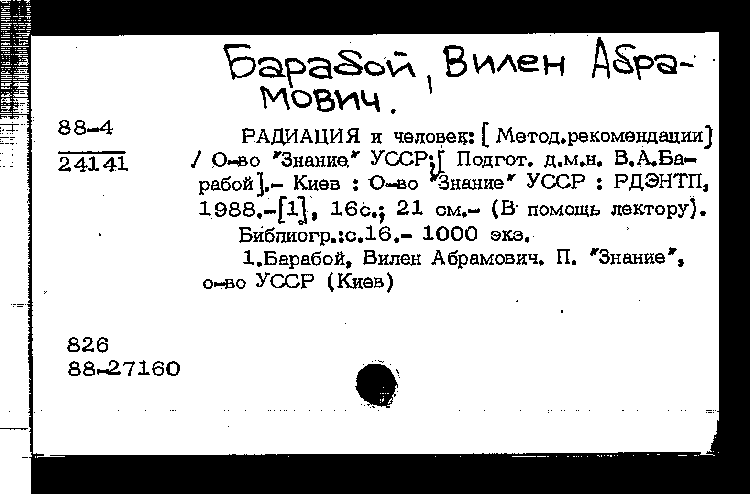 Барабой, Вилен Абра-
мович.
88-4
24141
РАДИАЦИЯ и человек: [Метод.рекомендации]
/ О-во "Знание" УССР;[ Подгот. д.м.н. В.А.Ба-
рабой].- Киев : О-во "Знание" УССР : РДЭНТП,
1988.-[1], 16с.; 21 см.- (В помощь лектору).
Библиогр.:с.16.- 1000 экз.
1.Барабой, Вилен Абрамович. П. "Знание",
о-во УССР (Киев)
826
88-27160